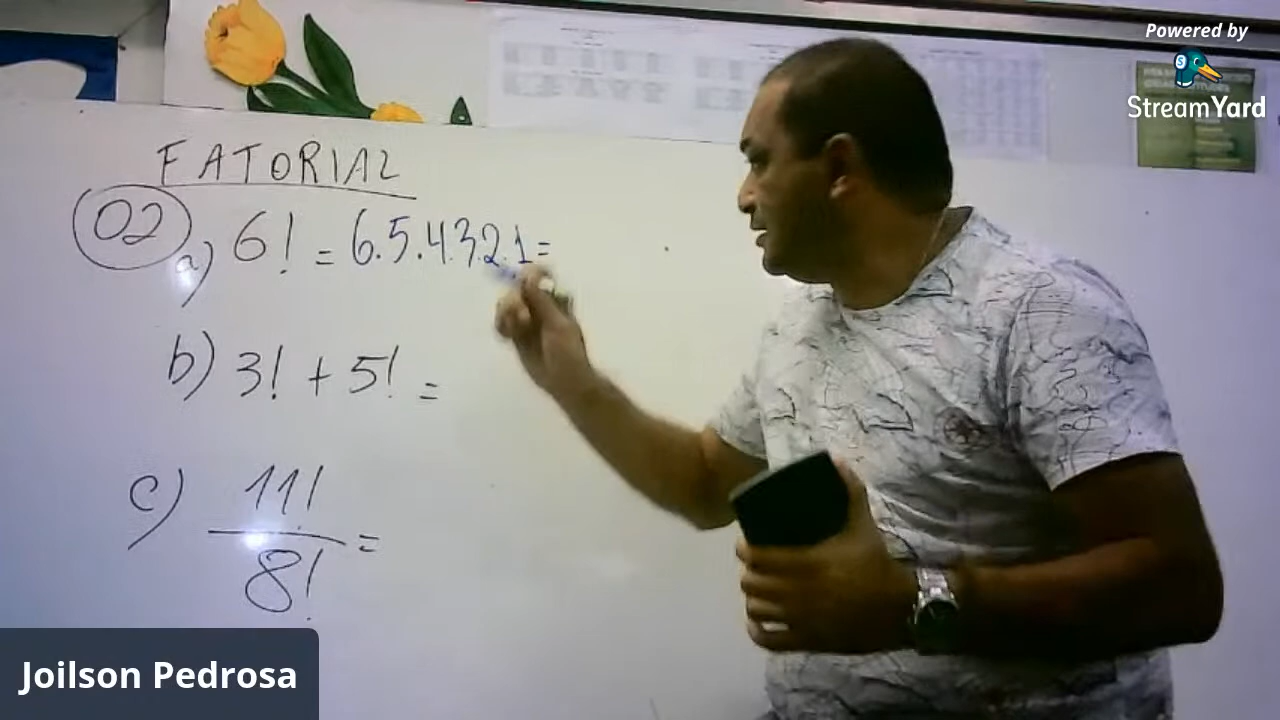 Powered by
StreamYard
FATORIAL
02
a) 6! = 6.5.4.3.2.1=
b) 3! + 5! =
c) 11!
8! =
Joilson Pedrosa